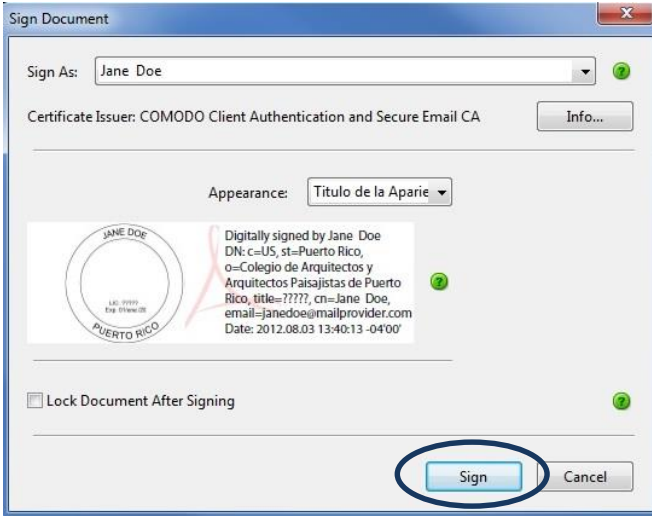 Sign Document
Sign As: Jane Doe
Certificate Issuer: COMODO Client Authentication and Secure Email CA Info...
Appearance: Titulo de la Aparie
JANE DOE
LIC: ?????
PUERTO RICO
Digitally signed by Jane Doe
DN: c=US, st=Puerto Rico,
o=Colegio de Arquitectos y
Arquitectos Paisajistas de Puerto
Rico, title=?????, cn=Jane Doe,
email=janedoe@mailprovider.com
Date: 2012.08.03 13:40:13 -04'00'
Lock Document After Signing
Sign Cancel